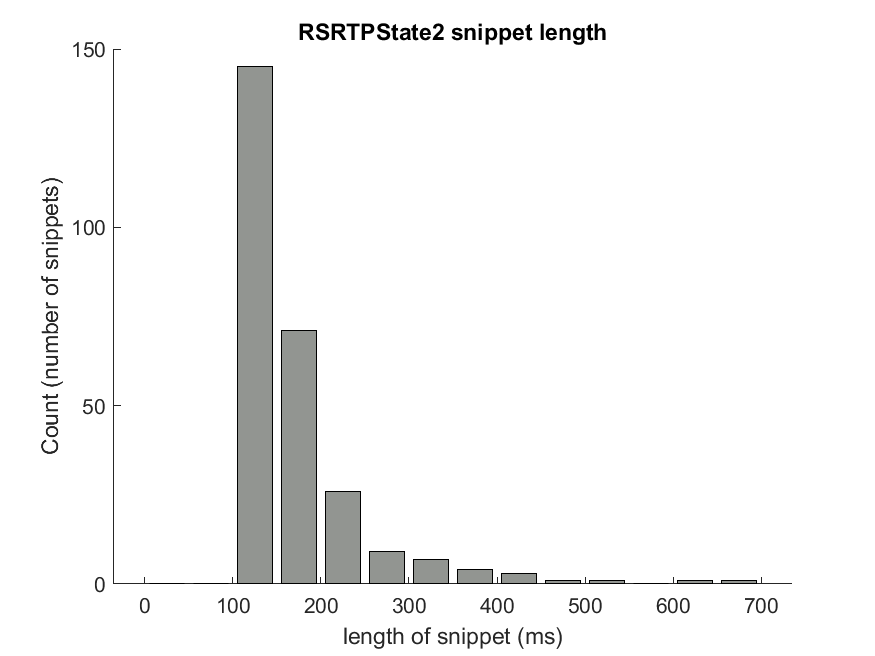 RSRTPState2 snippet length
150
100
50
0
Count (number of snippets)
0 100 200 300 400 500 600 700
length of snippet (ms)